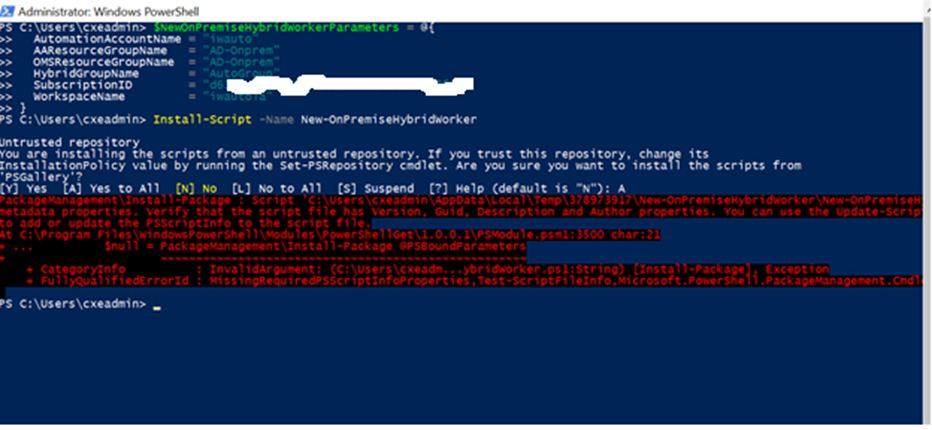 Administrator: Windows PowerShell
PS C:\Users\cxeadmin> $NewOnPremiseHybridWorkerParameters = @{
>>   AutomationAccountName = "iwauto"
>>   AAResourceGroupName = "AD-Onprem"
>>   OMSResourceGroupName = "AD-Onprem"
>>   HybridGroupName = "AutoGroup"
>>   SubscriptionID = "d6
>>   WorkspaceName = "iwautola"
>> }
PS C:\Users\cxeadmin> Install-Script -Name New-OnPremiseHybridWorker
Untrusted repository
You are installing the scripts from an untrusted repository. If you trust this repository, change its
InstallationPolicy value by running the Set-PSRepository cmdlet. Are you sure you want to install the scripts from
'PSGallery'?
[Y] Yes  [A] Yes to All  [N] No  [L] No to All  [S] Suspend  [?] Help (default is "N"): A
PackageManagement\Install-Package : Script 'C:\Users\cxeadmin\AppData\Local\Temp\378973917\New-OnPremiseHybridWorker\New-OnPremiseH
metadata properties. Verify that the script file has Version, Guid, Description and Author properties. You can use the Update-Scrip
to add or update the PSScriptInfo to the script file.
At C:\Program Files\WindowsPowerShell\Modules\PowerShellGet\1.0.0.1\PSModule.psm1:3500 char:21
+ ...          $null = PackageManagement\Install-Package @PSBoundParameters
+                      ~~~~~~~~~~~~~~~~~~~~~~~~~~~~~~~~~~~~~~~~~~~~~~~~~~~~
    + CategoryInfo          : InvalidArgument: (C:\Users\cxeadm...ybridWorker.ps1:String) [Install-Package], Exception
    + FullyQualifiedErrorId : MissingRequiredPSScriptInfoProperties,Test-ScriptFileInfo,Microsoft.PowerShell.PackageManagement.Cmdl
PS C:\Users\cxeadmin> _